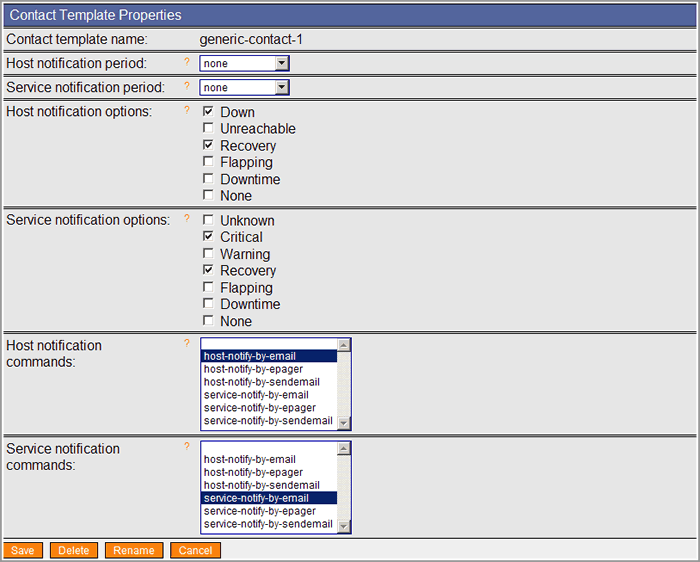 Contact Template Properties
Contact template name: generic-contact-1
Host notification period: ? none
Service notification period: ? none
Host notification options: ? Down
Unreachable
Recovery
Flapping
Downtime
None
Service notification options: ? Unknown
Critical
Warning
Recovery
Flapping
Downtime
None
Host notification commands: ?
host-notify-by-email
host-notify-by-epager
host-notify-by-sendemail
service-notify-by-email
service-notify-by-epager
service-notify-by-sendemail
Service notification commands: ?
host-notify-by-email
host-notify-by-epager
host-notify-by-sendemail
service-notify-by-email
service-notify-by-epager
service-notify-by-sendemail
Save Delete Rename Cancel